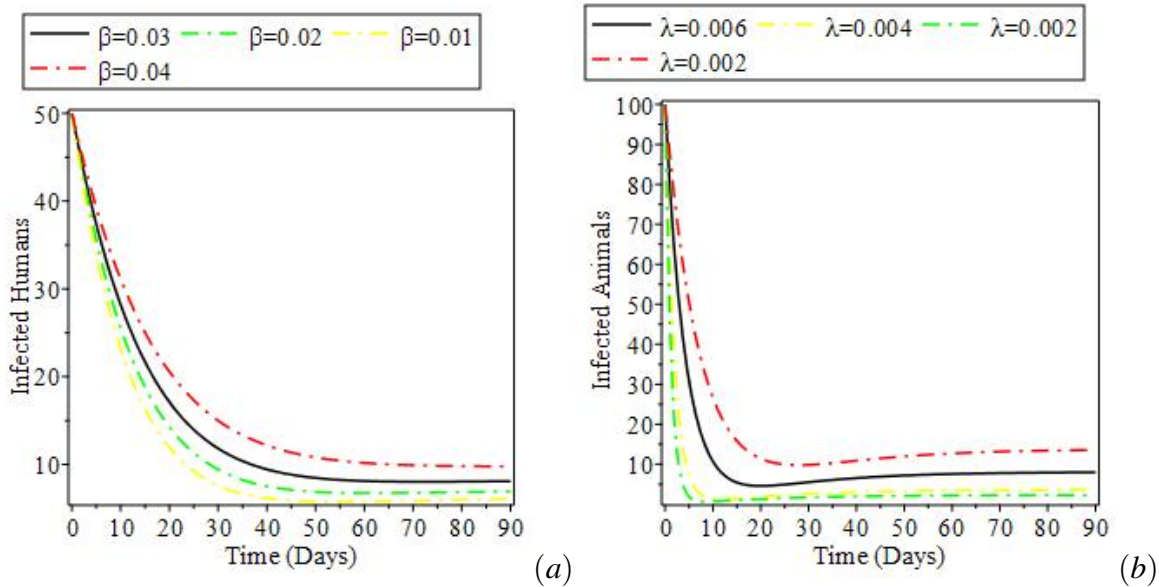 β=0.03 β=0.02 β=0.01
β=0.04
50
40
30
20
10
0 10 20 30 40 50 60 70 80 90
Infected Humans
Time (Days)
(a)
λ=0.006 λ=0.004 λ=0.002
λ=0.002
100
90
80
70
60
50
40
30
20
10
0 10 20 30 40 50 60 70 80 90
Infected Animals
Time (Days)
(b)